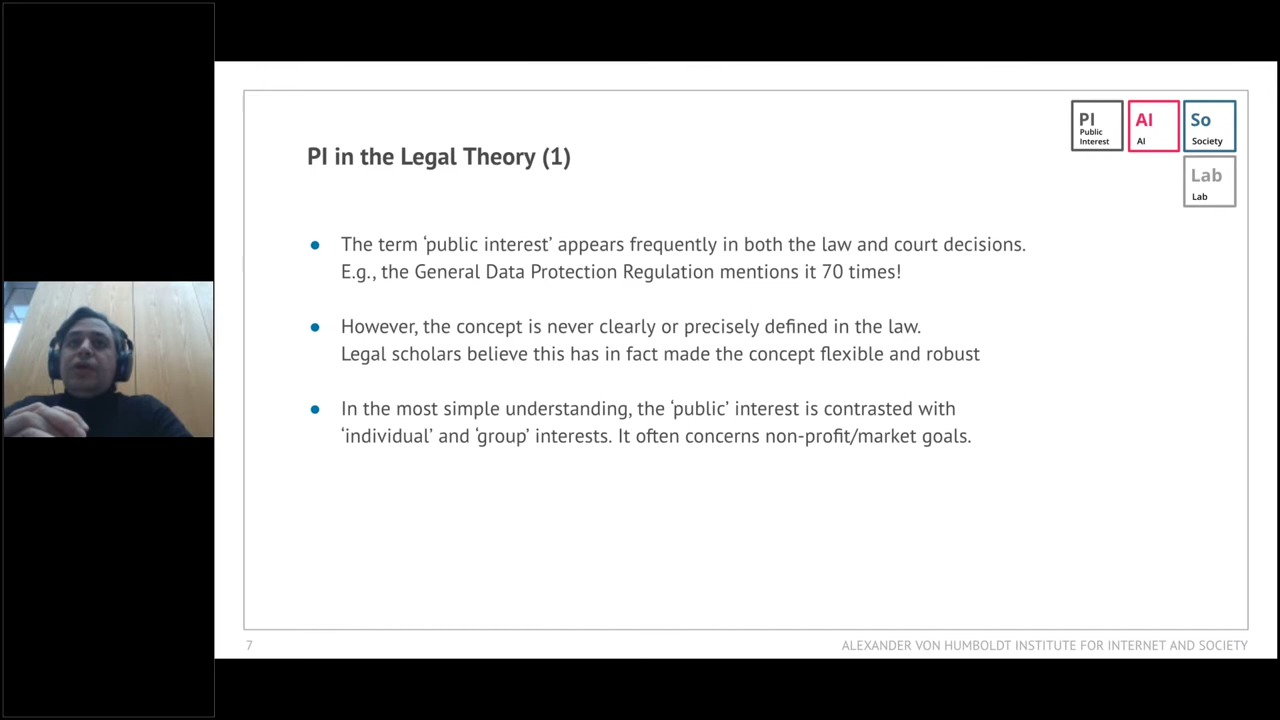 PI
Public
Interest
AI
AI
So
Society
Lab
Lab
PI in the Legal Theory (1)
● The term ‘public interest’ appears frequently in both the law and court decisions.
E.g., the General Data Protection Regulation mentions it 70 times!
● However, the concept is never clearly or precisely defined in the law.
Legal scholars believe this has in fact made the concept flexible and robust
● In the most simple understanding, the ‘public’ interest is contrasted with
‘individual’ and ‘group’ interests. It often concerns non-profit/market goals.
7
ALEXANDER VON HUMBOLDT INSTITUTE FOR INTERNET AND SOCIETY